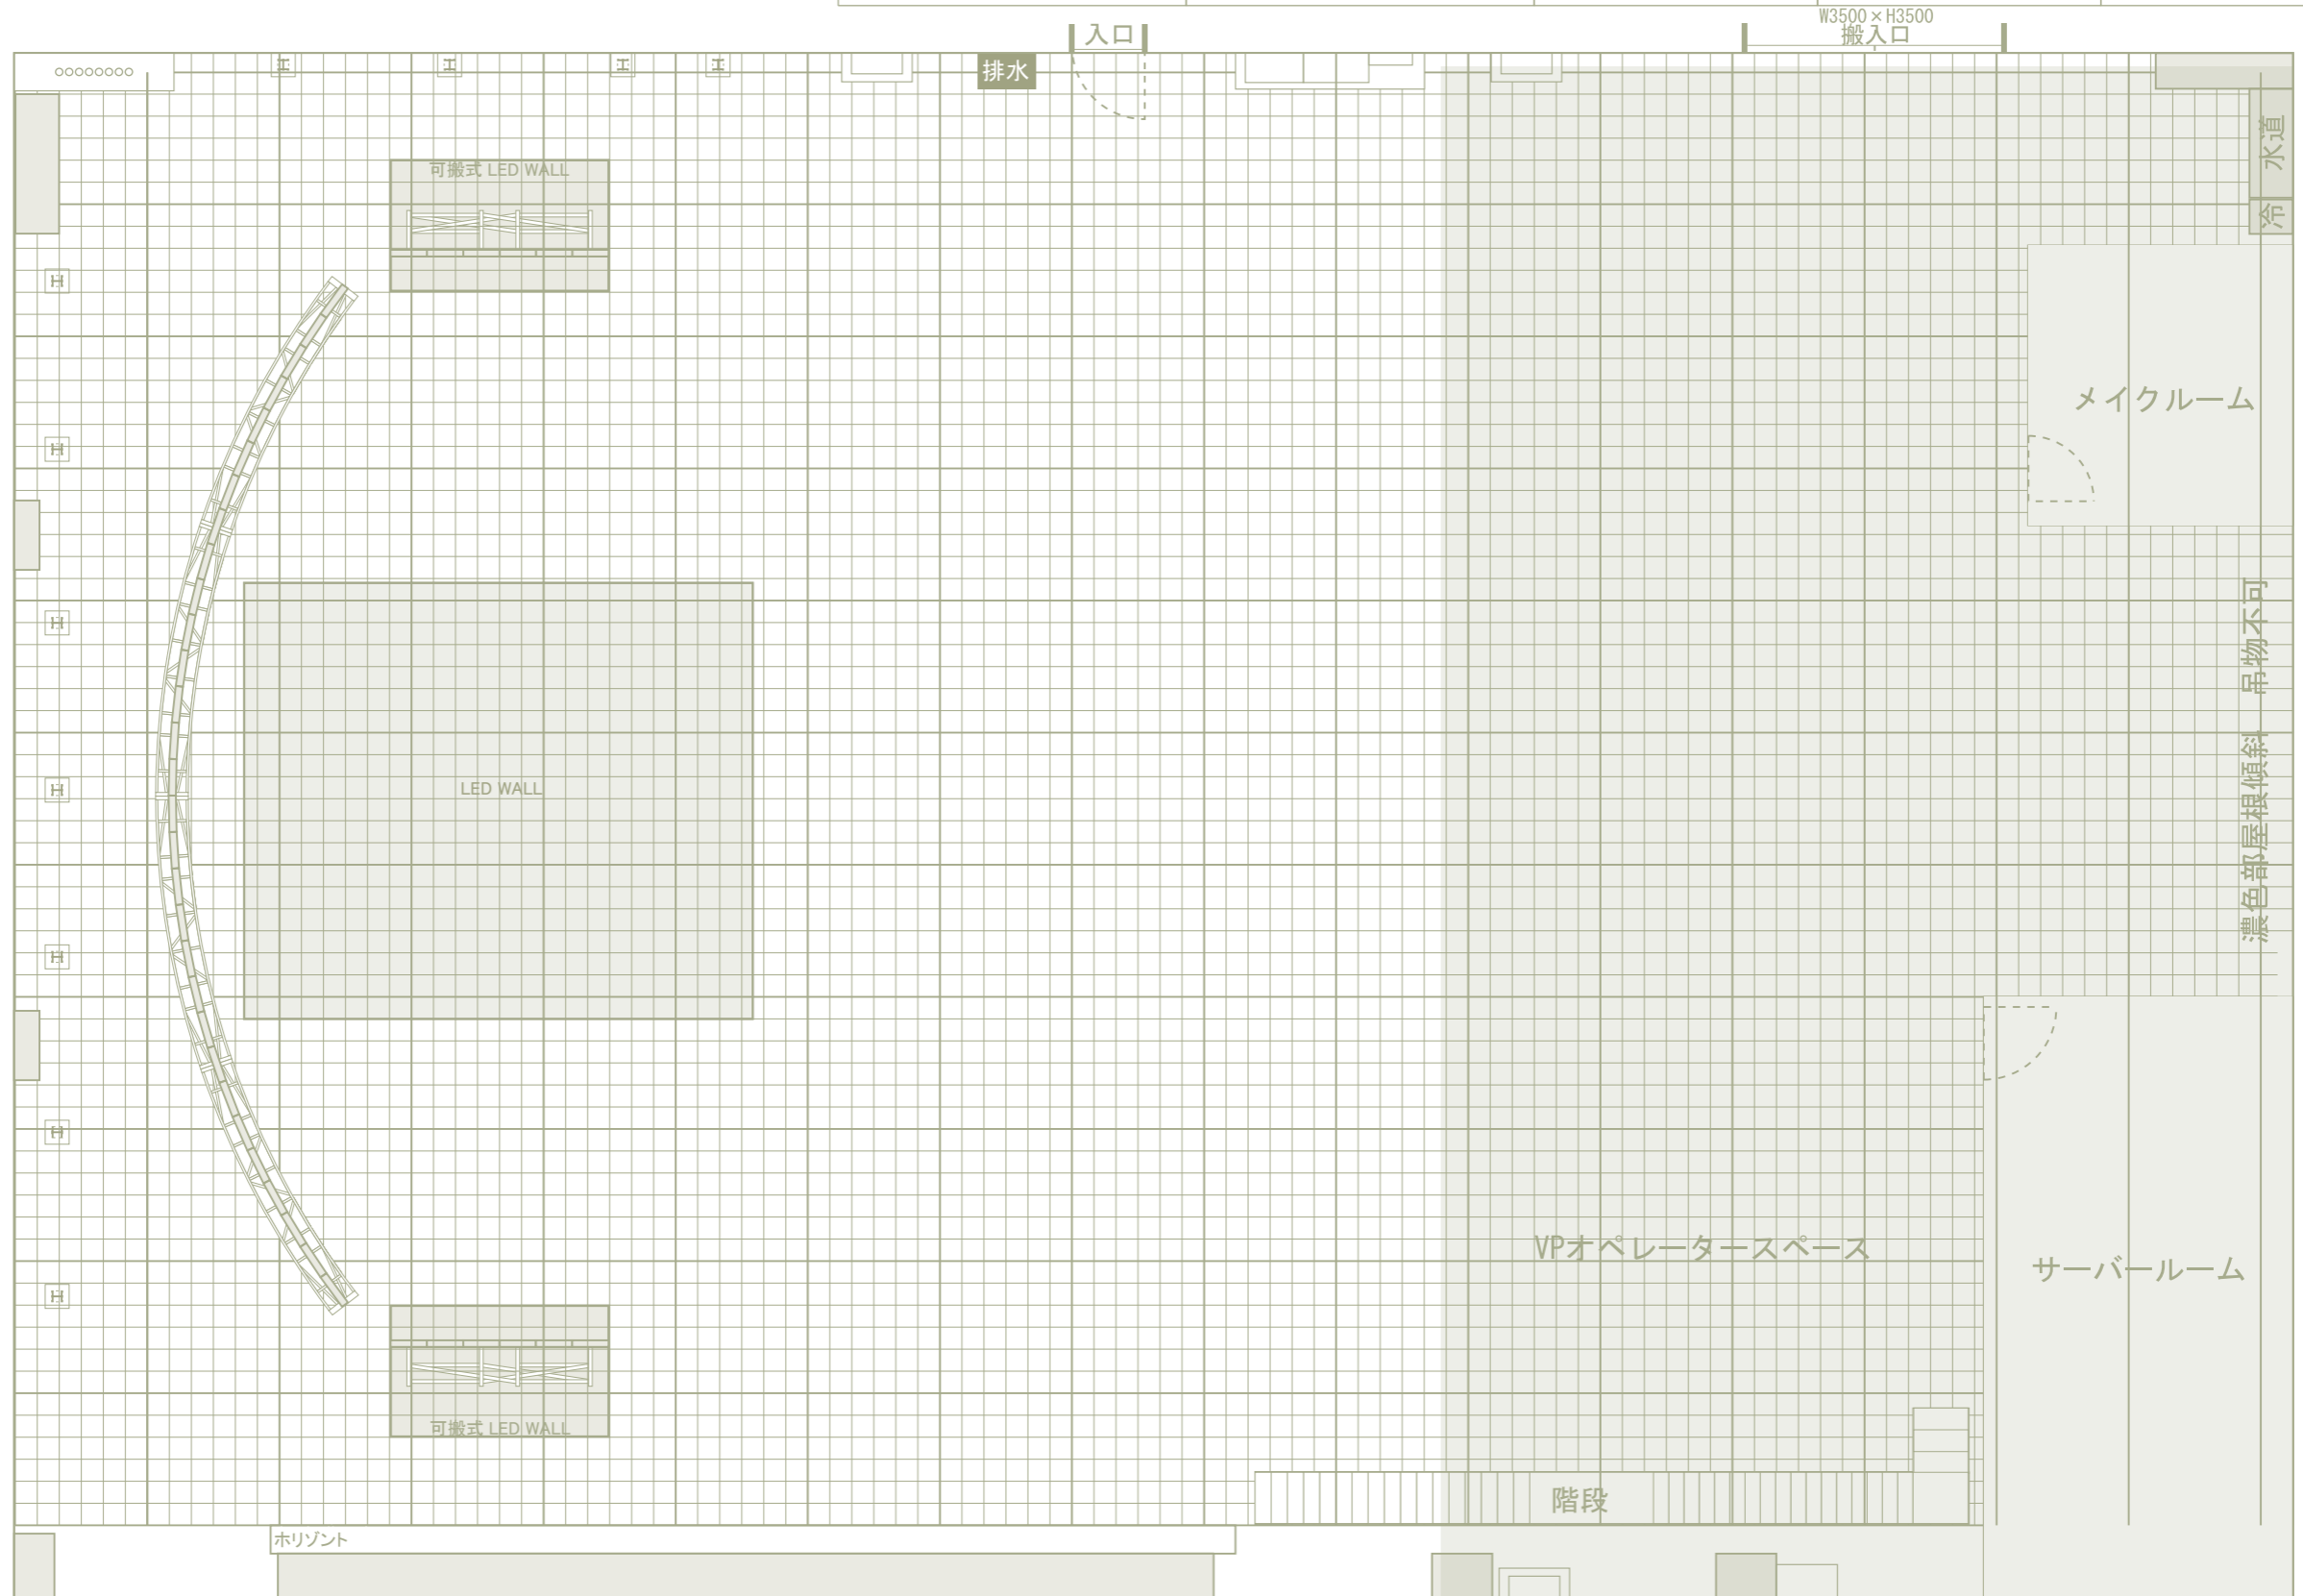 W3500×H3500
搬入口
入口
排水
水道
冷
可搬式 LED WALL
メイクルーム
濃色部屋根傾斜　吊物不可
LED WALL
VPオペレータースペース
サーバールーム
可搬式 LED WALL
階段
ホリゾント